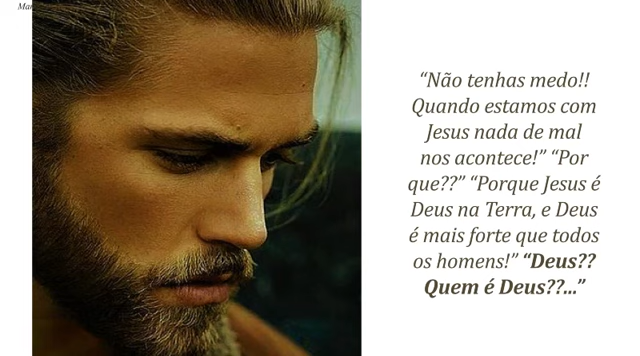 “Não tenhas medo!!
Quando estamos com
Jesus nada de mal
nos acontece!” “Por
que??” “Porque Jesus é
Deus na Terra, e Deus
é mais forte que todos
os homens!” “Deus??
Quem é Deus??...”